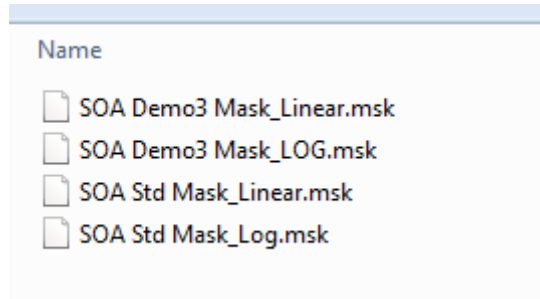 Name
SOA Demo3 Mask_Linear.msk
SOA Demo3 Mask_LOG.msk
SOA Std Mask_Linear.msk
SOA Std Mask_Log.msk